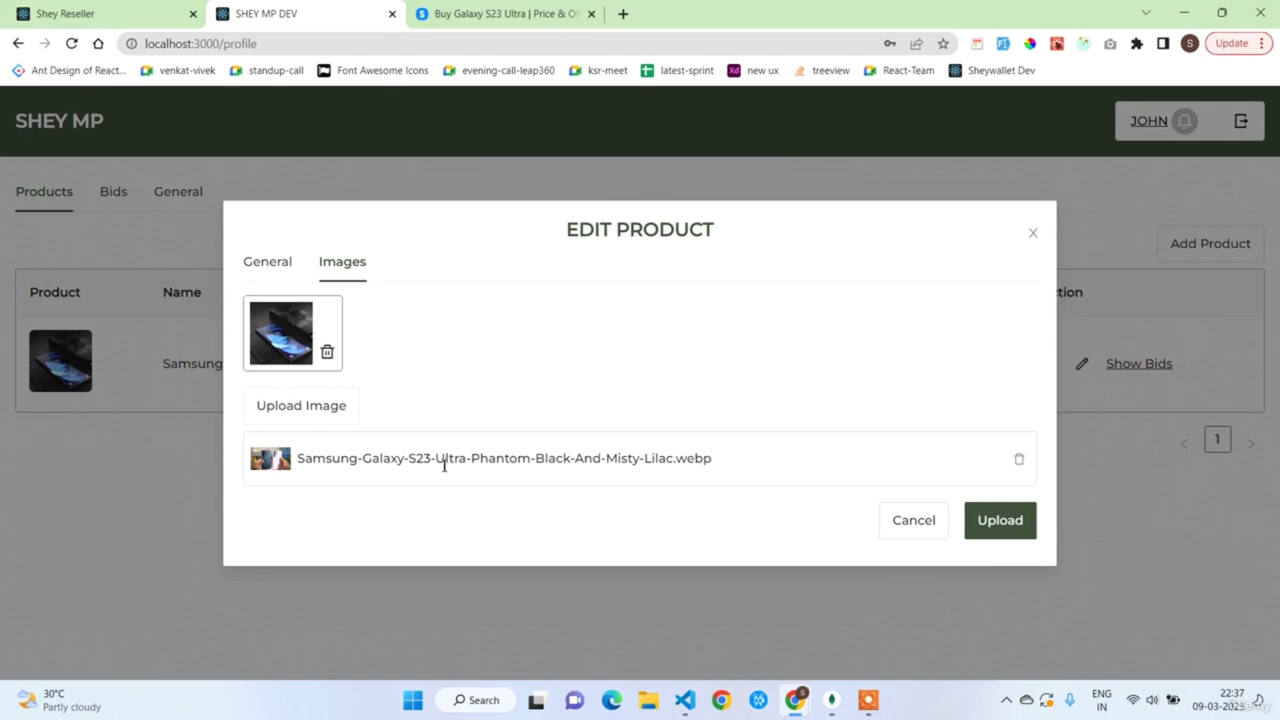 Shey Reseller
SHEY MP DEV
Buy Galaxy S23 Ultra | Price & Of
localhost:3000/profile
S
Update
Ant Design of React...
venkat-vivek
standup-call
Font Awesome Icons
evening-call-leap360
ksr-meet
latest-sprint
Xd
new ux
treeview
React-Team
Sheywallet Dev
SHEY MP
JOHN
Products
Bids
General
Add Product
EDIT PRODUCT
General
Images
Product
Name
tion
Samsung
Show Bids
Upload Image
1
Samsung-Galaxy-S23-Ultra-Phantom-Black-And-Misty-Lilac.webp
Cancel
Upload
30°C
Partly cloudy
Search
ENG
IN
22:37
09-03-2023